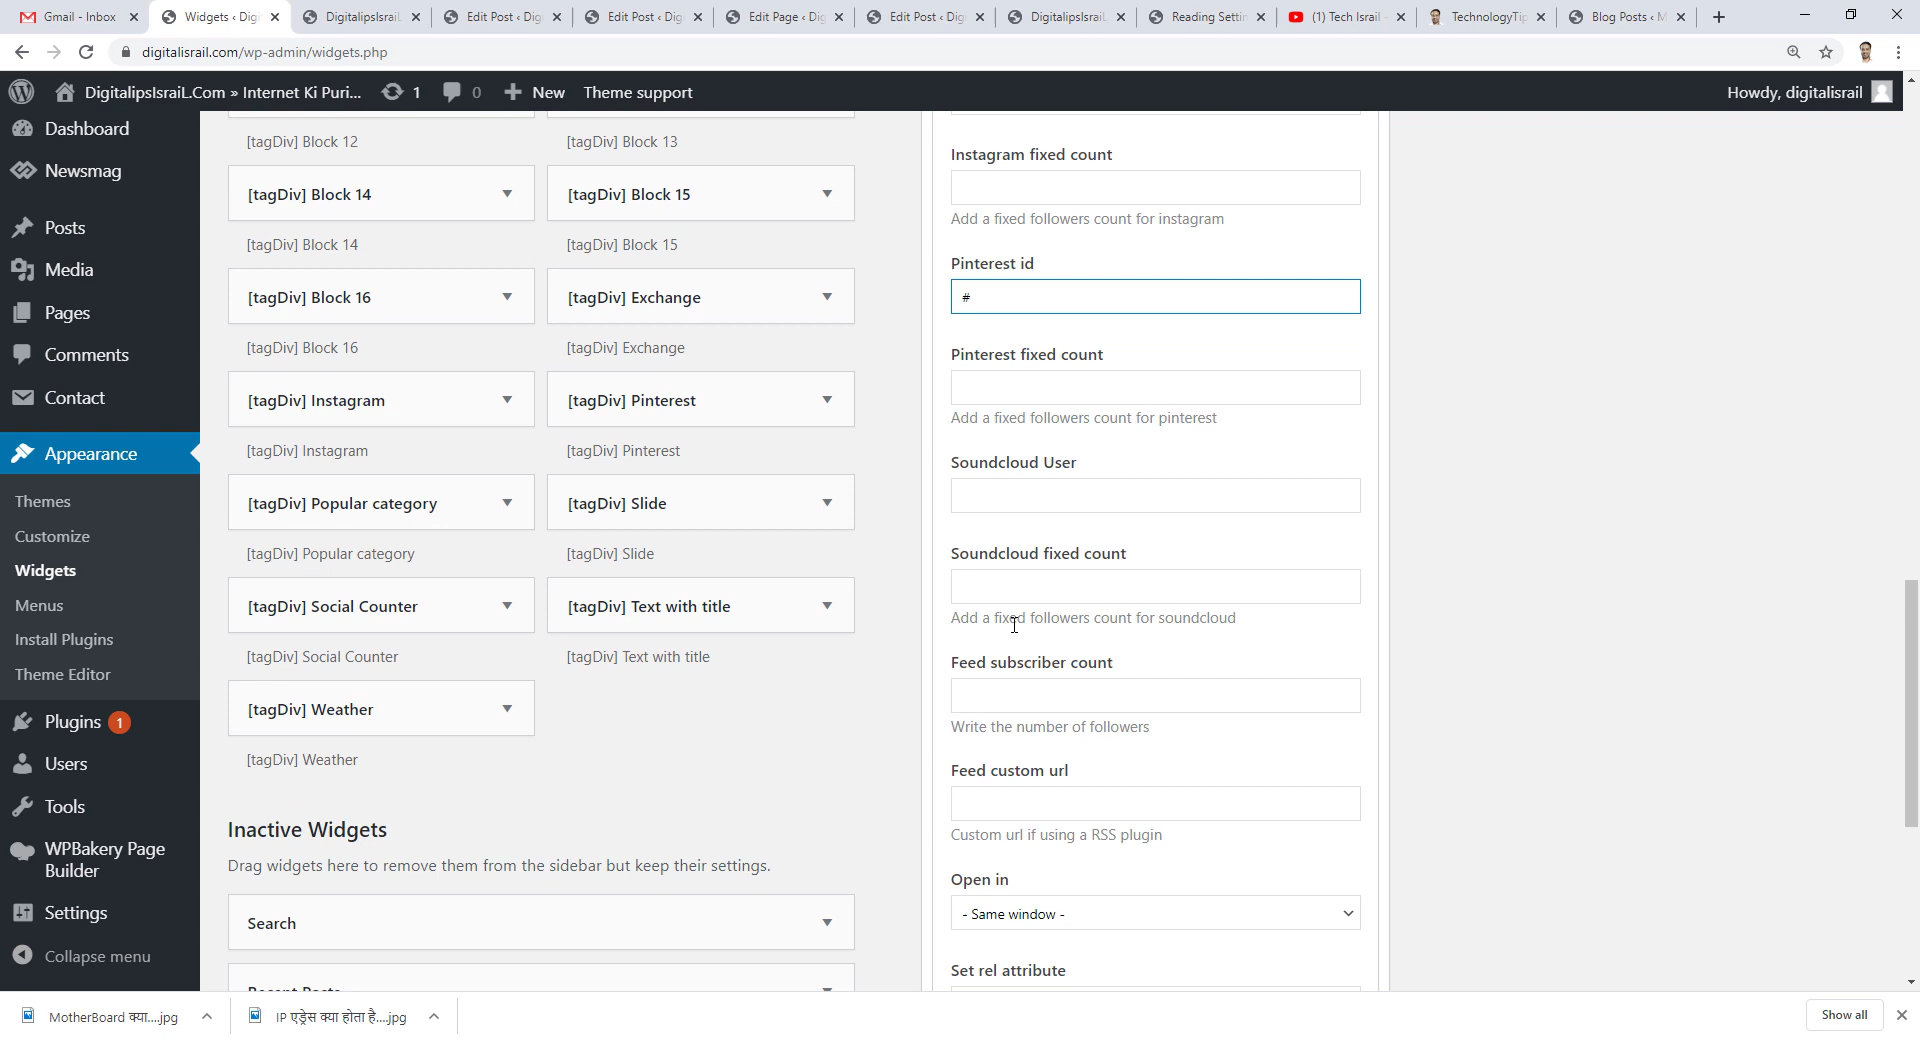 Gmail - Inbox
Widgets ‹ Digi
DigitalipsIsrail
Edit Post ‹ Dig
Edit Post ‹ Dig
Edit Page ‹ Di
Edit Post ‹ Dig
DigitalipsIsrail
Reading Settin
(1) Tech Israil -
TechnologyTip
Blog Posts ‹ M
digitalisrail.com/wp-admin/widgets.php
DigitalipsIsraiL.Com » Internet Ki Puri...
1
0
New
Theme support
Howdy, digitalisrail
Dashboard
Newsmag
Posts
Media
Pages
Comments
Contact
Appearance
Themes
Customize
Widgets
Menus
Install Plugins
Theme Editor
Plugins 1
Users
Tools
WPBakery Page
Builder
Settings
Collapse menu
[tagDiv] Block 12
[tagDiv] Block 13
[tagDiv] Block 14
[tagDiv] Block 15
[tagDiv] Block 14
[tagDiv] Block 15
[tagDiv] Block 16
[tagDiv] Exchange
[tagDiv] Block 16
[tagDiv] Exchange
[tagDiv] Instagram
[tagDiv] Pinterest
[tagDiv] Instagram
[tagDiv] Pinterest
[tagDiv] Popular category
[tagDiv] Slide
[tagDiv] Popular category
[tagDiv] Slide
[tagDiv] Social Counter
[tagDiv] Text with title
[tagDiv] Social Counter
[tagDiv] Text with title
[tagDiv] Weather
[tagDiv] Weather
Inactive Widgets
Drag widgets here to remove them from the sidebar but keep their settings.
Search
Recent Posts
Instagram fixed count
Add a fixed followers count for instagram
Pinterest id
#
Pinterest fixed count
Add a fixed followers count for pinterest
Soundcloud User
Soundcloud fixed count
Add a fixed followers count for soundcloud
Feed subscriber count
Write the number of followers
Feed custom url
Custom url if using a RSS plugin
Open in
- Same window -
Set rel attribute
MotherBoard क्या....jpg
IP एड्रेस क्या होता है....jpg
Show all